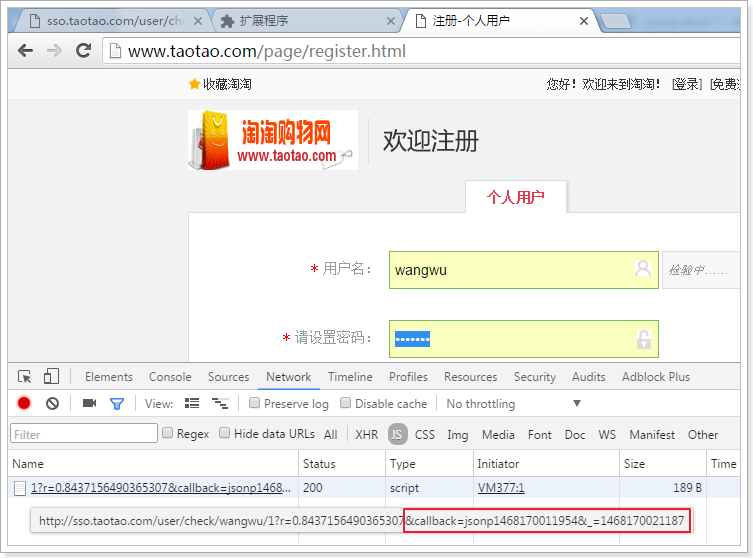 sso.taotao.com/user/check 扩展程序 注册-个人用户
www.taotao.com/page/register.html
收藏淘淘 您好！欢迎来到淘淘！ [登录] [免费
淘淘购物网
www.taotao.com
欢迎注册
个人用户
* 用户名： wangwu 检验中……
* 请设置密码： •••••••
Elements Console Sources Network Timeline Profiles Resources Security Audits Adblock Plus
View: Preserve log Disable cache No throttling
Filter Regex Hide data URLs All XHR JS CSS Img Media Font Doc WS Manifest Other
Name Status Type Initiator Size Time
1?r=0.8437156490365307&callback=jsonp1468... 200 script VM377:1 189 B
http://sso.taotao.com/user/check/wangwu/1?r=0.8437156490365307&callback=jsonp1468170011954&_=1468170021187